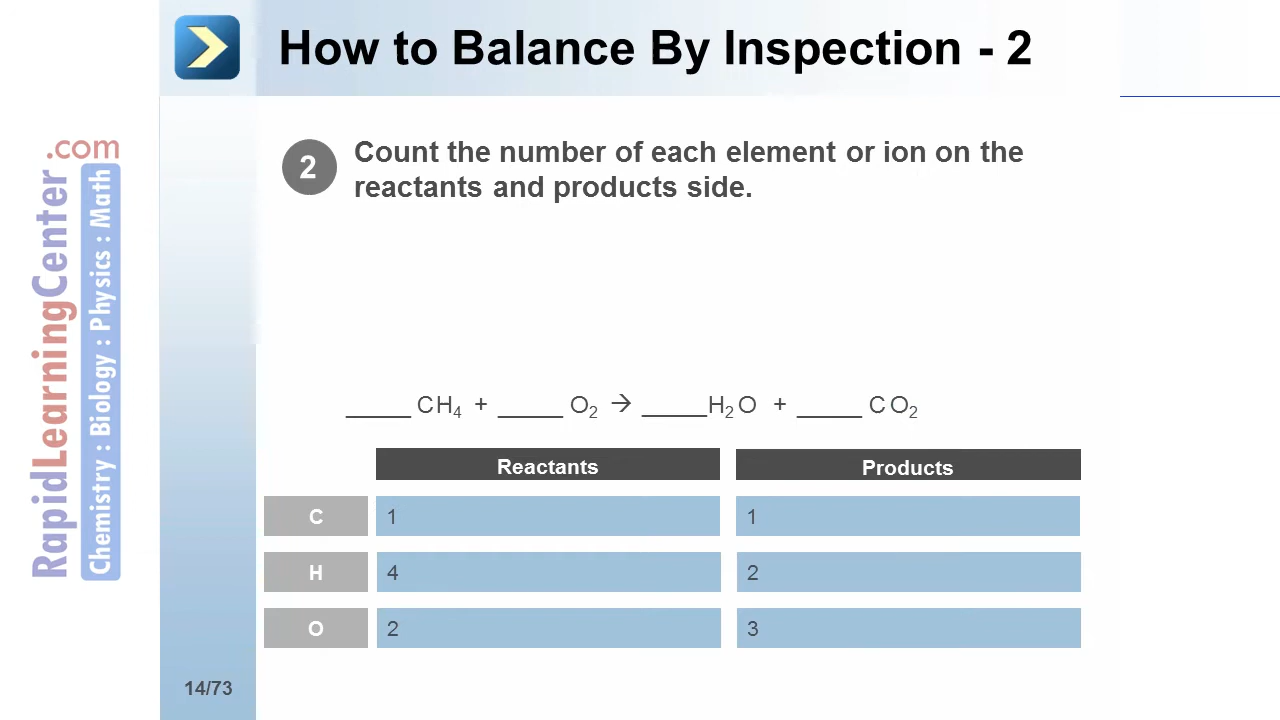 How to Balance By Inspection - 2
.com
RapidLearningCenter
Chemistry : Biology : Physics : Math
2
Count the number of each element or ion on the
reactants and products side.
_____ CH₄ + _____ O₂ → _____H₂O + _____ CO₂
Reactants Products
C 1 1
H 4 2
O 2 3
14/73